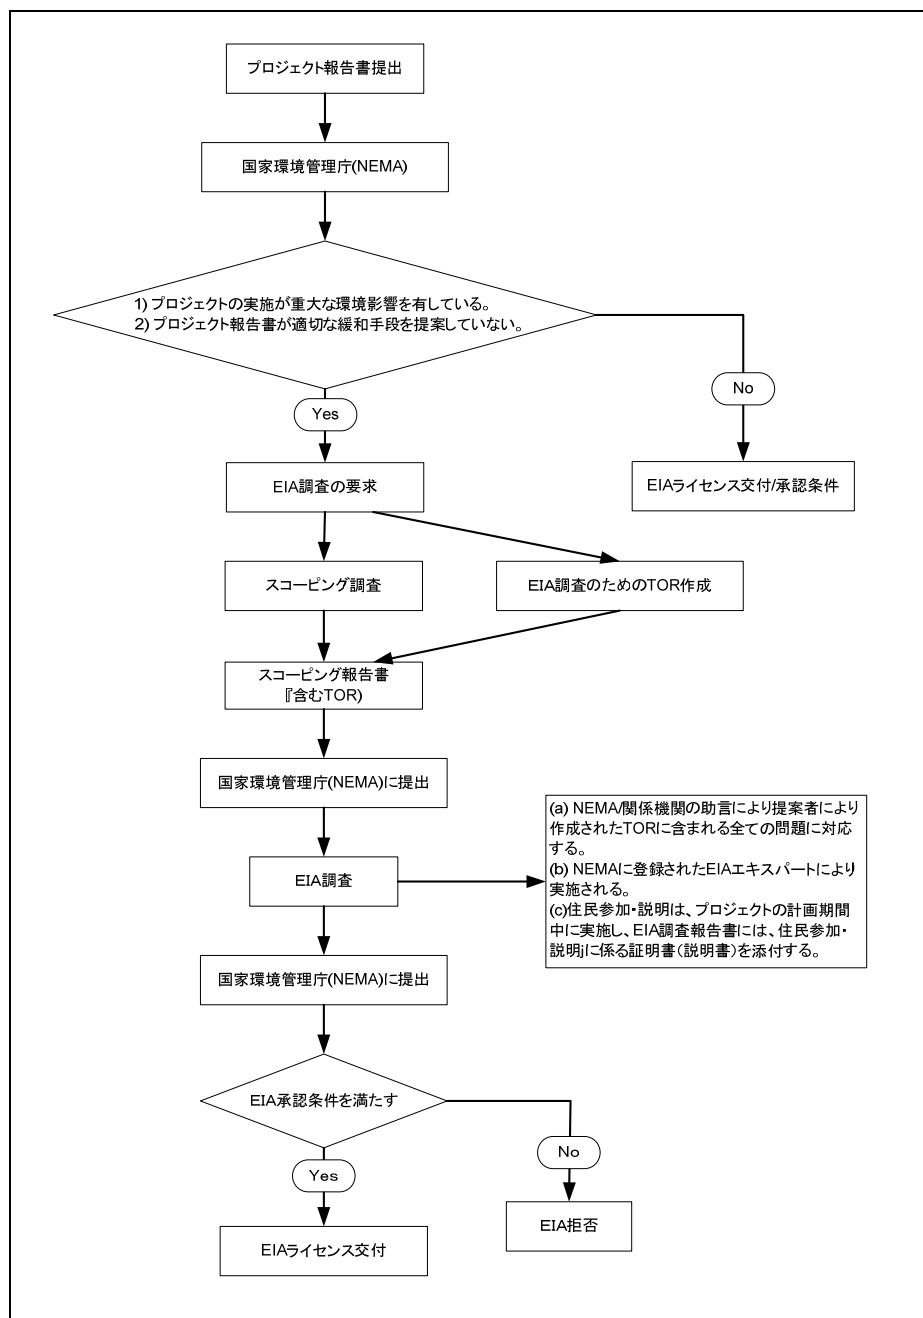 プロジェクト報告書提出
国家環境管理庁(NEMA)
1) プロジェクトの実施が重大な環境影響を有している。
2) プロジェクト報告書が適切な緩和手段を提案していない。
No
Yes
EIA調査の要求
EIAライセンス交付/承認条件
スコーピング調査
EIA調査のためのTOR作成
スコーピング報告書
『含むTOR)
国家環境管理庁(NEMA)に提出
(a) NEMA/関係機関の助言により提案者により
作成されたTORに含まれる全ての問題に対応
する。
(b) NEMAに登録されたEIAエキスパートにより
実施される。
(c)住民参加・説明は、プロジェクトの計画期間
中に実施し、EIA調査報告書には、住民参加・
説明jに係る証明書(説明書)を添付する。
EIA調査
国家環境管理庁(NEMA)に提出
EIA承認条件を満たす
No
Yes
EIA拒否
EIAライセンス交付